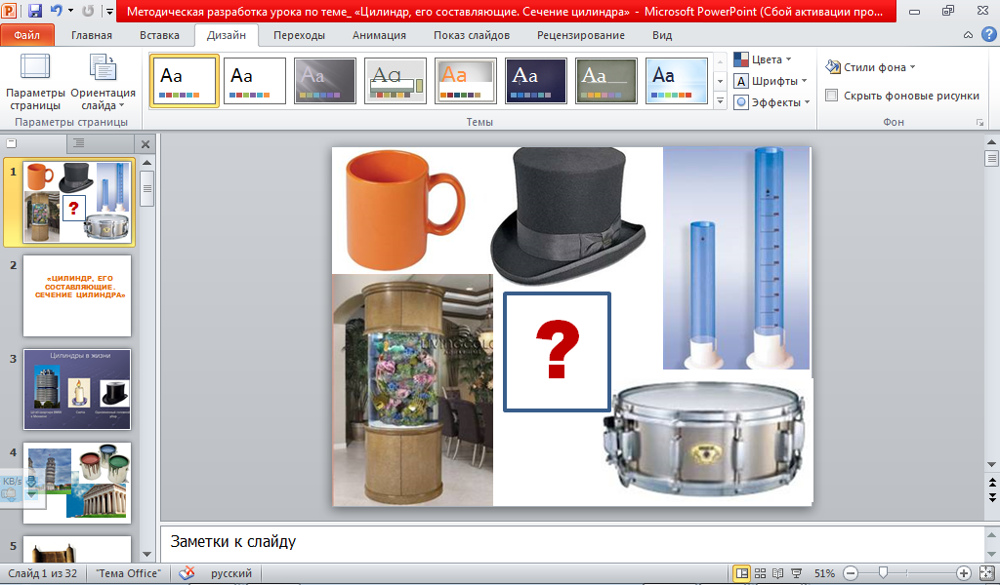 Методическая разработка урока по теме_ «Цилиндр, его составляющие. Сечение цилиндра» - Microsoft PowerPoint (Сбой активации про...
Файл Главная Вставка Дизайн Переходы Анимация Показ слайдов Рецензирование Вид
Параметры страницы
Ориентация слайда
Aa Aa Aa Aa Aa Aa Aa Aa
Цвета
Шрифты
Эффекты
Стили фона
Скрыть фоновые рисунки
Параметры страницы Темы Фон
1
?
2
«ЦИЛИНДР, ЕГО
СОСТАВЛЯЮЩИЕ.
СЕЧЕНИЕ ЦИЛИНДРА»
3
Цилиндры в жизни
Свеча
4
KB/s
5
?
Заметки к слайду
Слайд 1 из 32 "Тема Office" русский 51%